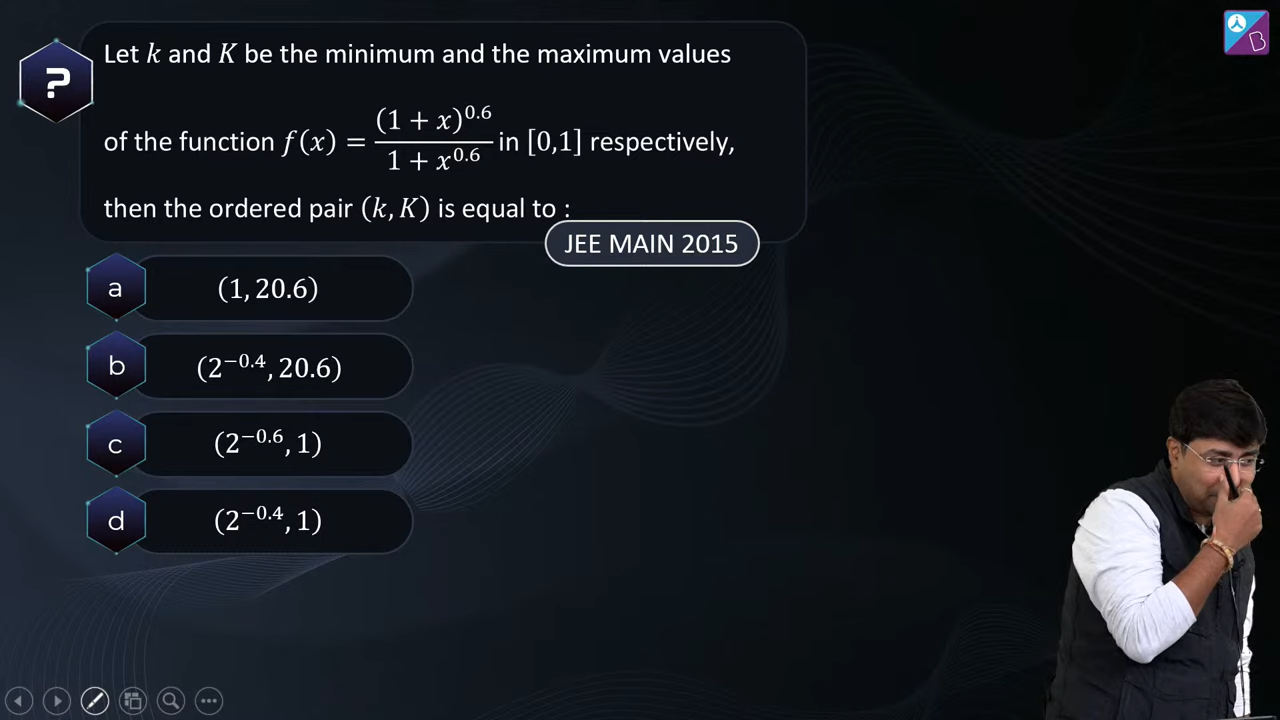 ?
Let k and K be the minimum and the maximum values
of the function f(x) = (1 + x)^0.6 / 1 + x^0.6 in [0,1] respectively,
then the ordered pair (k, K) is equal to :
JEE MAIN 2015
a (1, 20.6)
b (2^−0.4, 20.6)
c (2^−0.6, 1)
d (2^−0.4, 1)
B